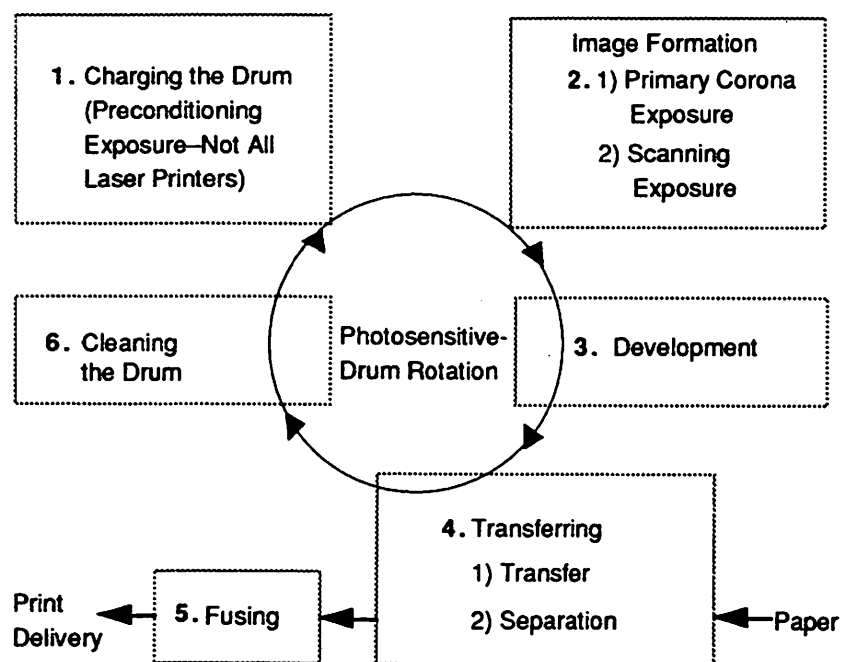 1. Charging the Drum
(Preconditioning
Exposure–Not All
Laser Printers)
Image Formation
2. 1) Primary Corona
Exposure
2) Scanning
Exposure
6. Cleaning
the Drum
Photosensitive-
Drum Rotation
3. Development
4. Transferring
1) Transfer
2) Separation
5. Fusing
Print
Delivery
Paper